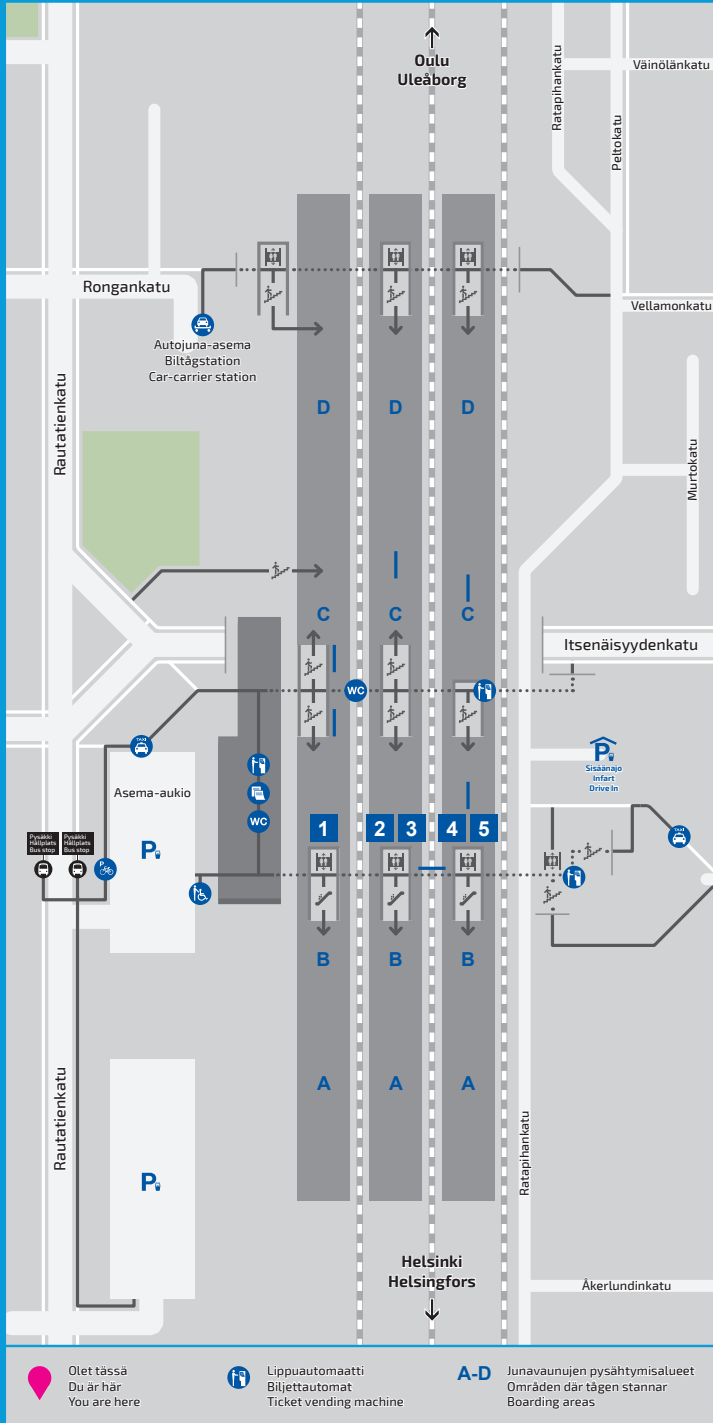 Oulu
Uleåborg
Ratapihankatu
Väinölänkatu
Peltokatu
Rongankatu
Vellamonkatu
Autojuna-asema
Biltågstation
Car-carrier station
Rautatienkatu
D
D
D
Murtokatu
C
C
C
Itsenäisyydenkatu
WC
TAXI
P
Sisäänajo
Infart
Drive In
Asema-aukio
WC
1
2
3
4
5
TAXI
Pysäkki
Hållplats
Bus stop
Pysäkki
Hållplats
Bus stop
P
P
B
B
B
A
A
A
Rautatienkatu
Ratapihankatu
P
Helsinki
Helsingfors
Åkerlundinkatu
Olet tässä
Du är här
You are here
Lippuautomaatti
Biljettautomat
Ticket vending machine
A-D
Junavaunujen pysähtymisalueet
Områden där tågen stannar
Boarding areas